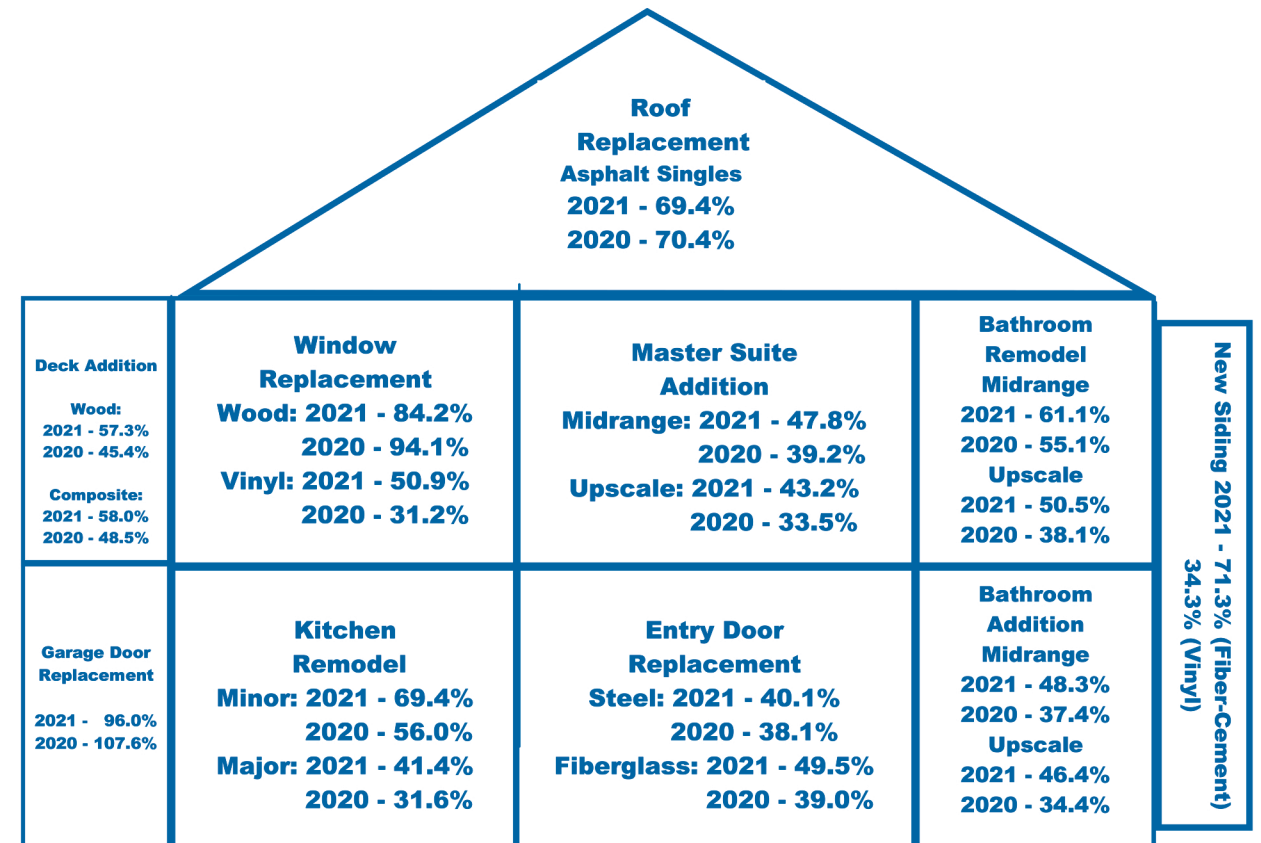 Roof
Replacement
Asphalt Singles
2021 - 69.4%
2020 - 70.4%
Deck Addition
Wood:
2021 - 57.3%
2020 - 45.4%
Composite:
2021 - 58.0%
2020 - 48.5%
Window
Replacement
Wood: 2021 - 84.2%
2020 - 94.1%
Vinyl: 2021 - 50.9%
2020 - 31.2%
Master Suite
Addition
Midrange: 2021 - 47.8%
2020 - 39.2%
Upscale: 2021 - 43.2%
2020 - 33.5%
Bathroom
Remodel
Midrange
2021 - 61.1%
2020 - 55.1%
Upscale
2021 - 50.5%
2020 - 38.1%
New Siding 2021 - 71.3% (Fiber-Cement)
34.3% (Vinyl)
Garage Door
Replacement
2021 - 96.0%
2020 - 107.6%
Kitchen
Remodel
Minor: 2021 - 69.4%
2020 - 56.0%
Major: 2021 - 41.4%
2020 - 31.6%
Entry Door
Replacement
Steel: 2021 - 40.1%
2020 - 38.1%
Fiberglass: 2021 - 49.5%
2020 - 39.0%
Bathroom
Addition
Midrange
2021 - 48.3%
2020 - 37.4%
Upscale
2021 - 46.4%
2020 - 34.4%